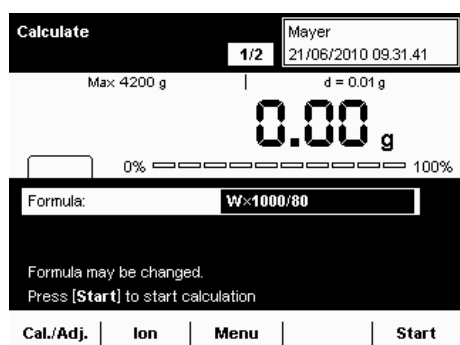 Calculate
1/2
Mayer
21/06/2010 09.31.41
Max 4200 g
d = 0.01 g
0.00 g
0%
100%
Formula:
W×1000/80
Formula may be changed.
Press [Start] to start calculation
Cal./Adj.
Ion
Menu
Start